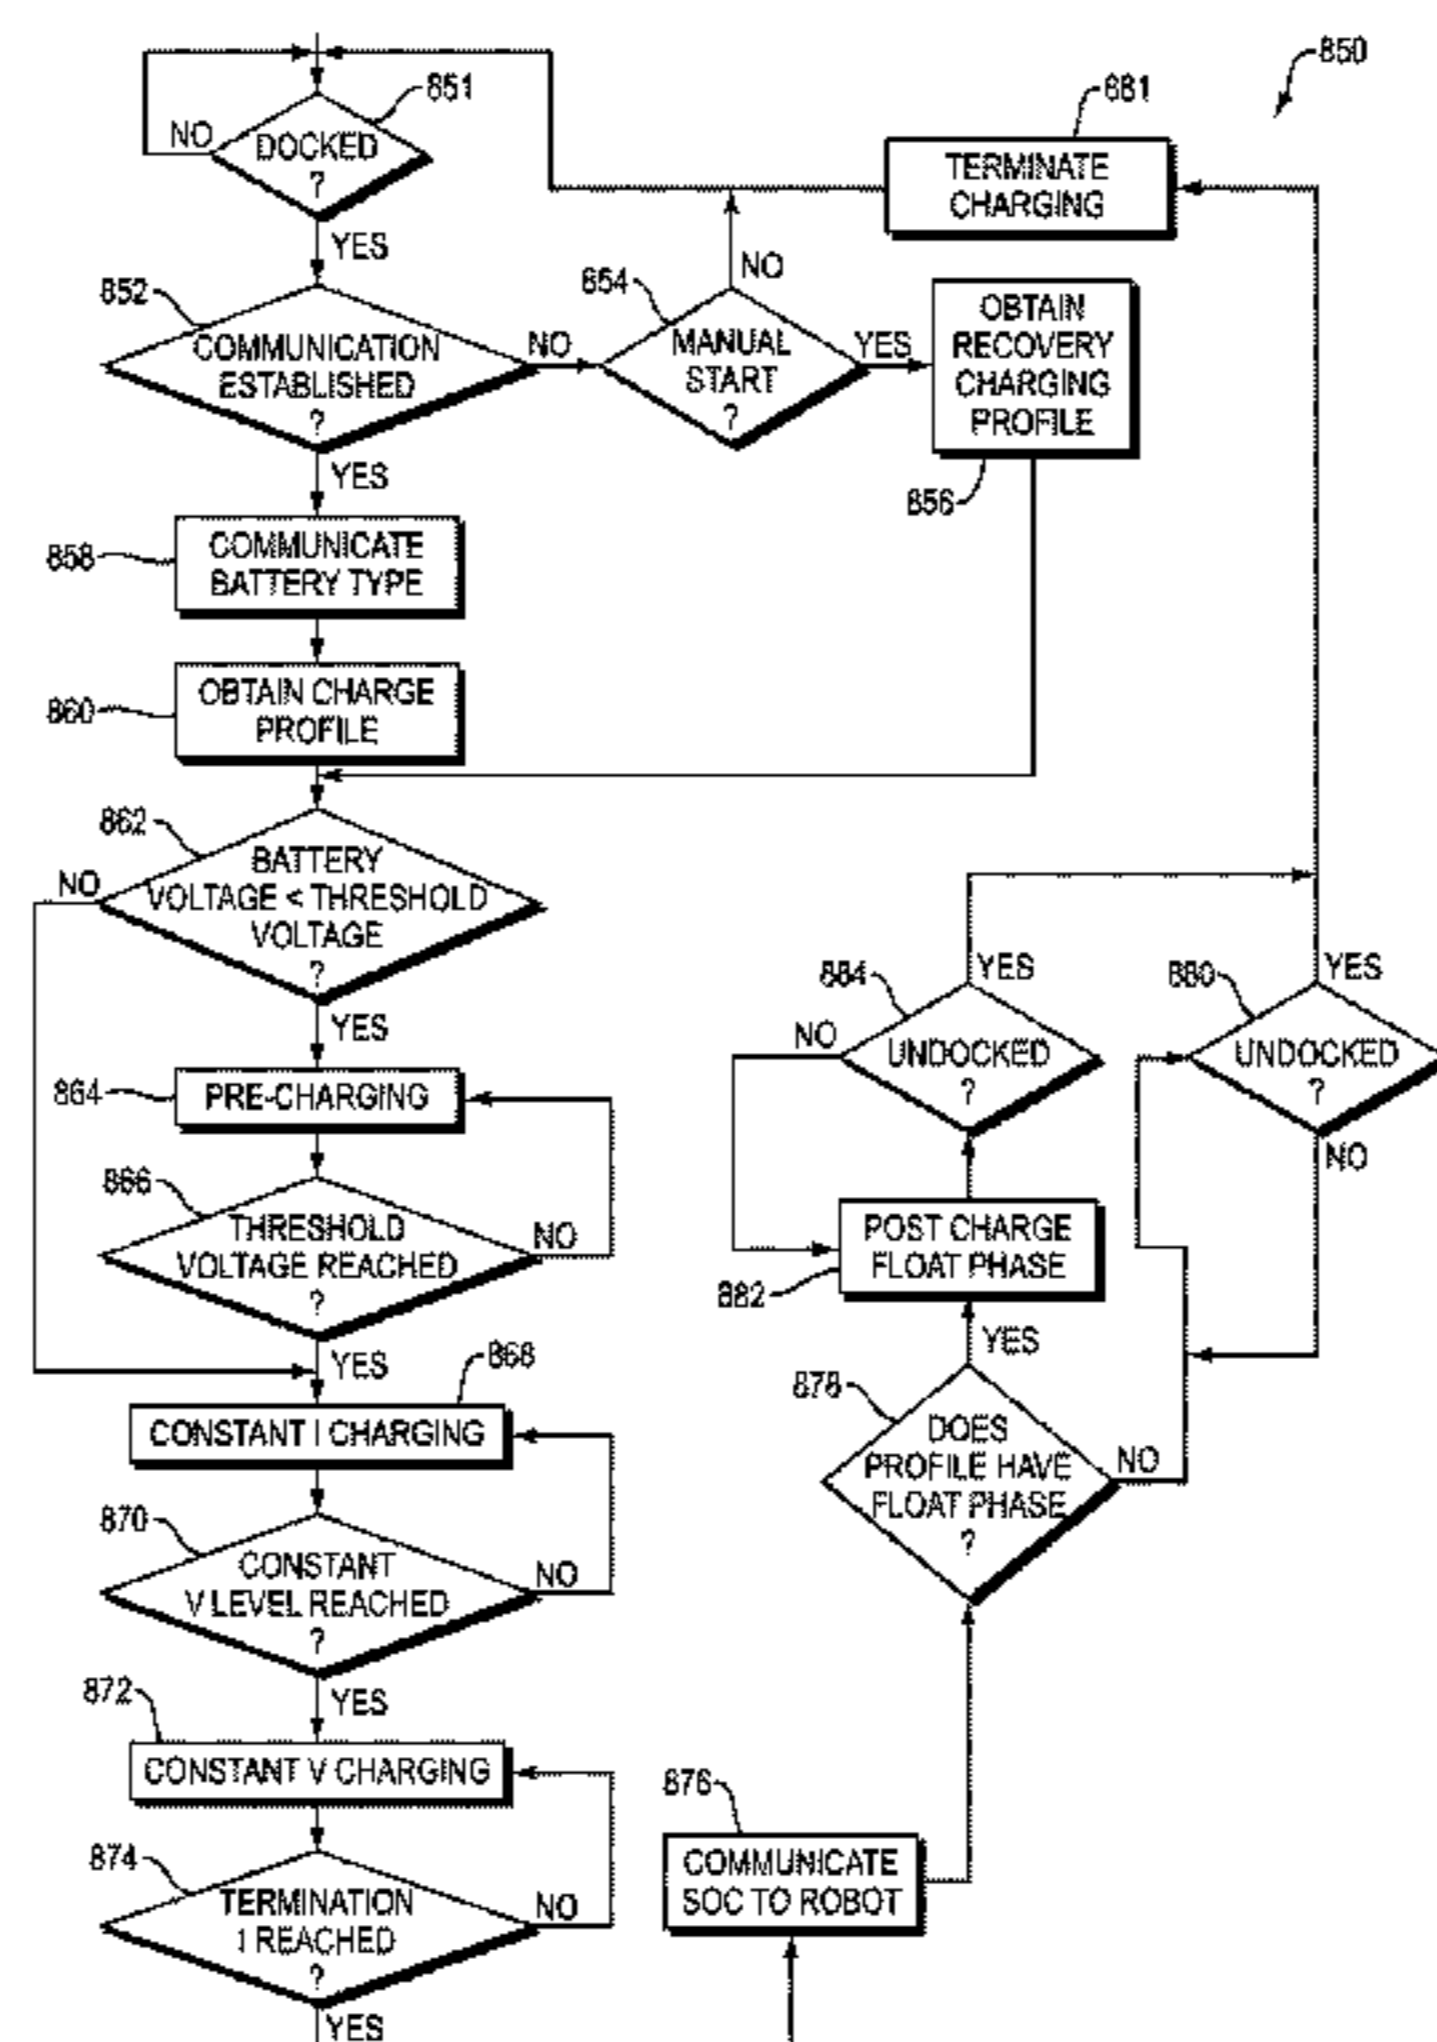 850
851
NO
DOCKED
?
YES
881
TERMINATE
CHARGING
852
COMMUNICATION
ESTABLISHED
?
NO
YES
854
MANUAL
START
?
NO
YES
OBTAIN
RECOVERY
CHARGING
PROFILE
856
858
COMMUNICATE
BATTERY TYPE
860
OBTAIN CHARGE
PROFILE
862
NO
BATTERY
VOLTAGE < THRESHOLD
VOLTAGE
?
YES
864
PRE-CHARGING
866
THRESHOLD
VOLTAGE REACHED
?
NO
YES
868
CONSTANT I CHARGING
870
CONSTANT
V LEVEL REACHED
?
NO
YES
872
CONSTANT V CHARGING
874
TERMINATION
I REACHED
?
NO
YES
876
COMMUNICATE
SOC TO ROBOT
878
DOES
PROFILE HAVE
FLOAT PHASE
?
NO
YES
882
POST CHARGE
FLOAT PHASE
884
NO
UNDOCKED
?
YES
880
UNDOCKED
?
YES
NO